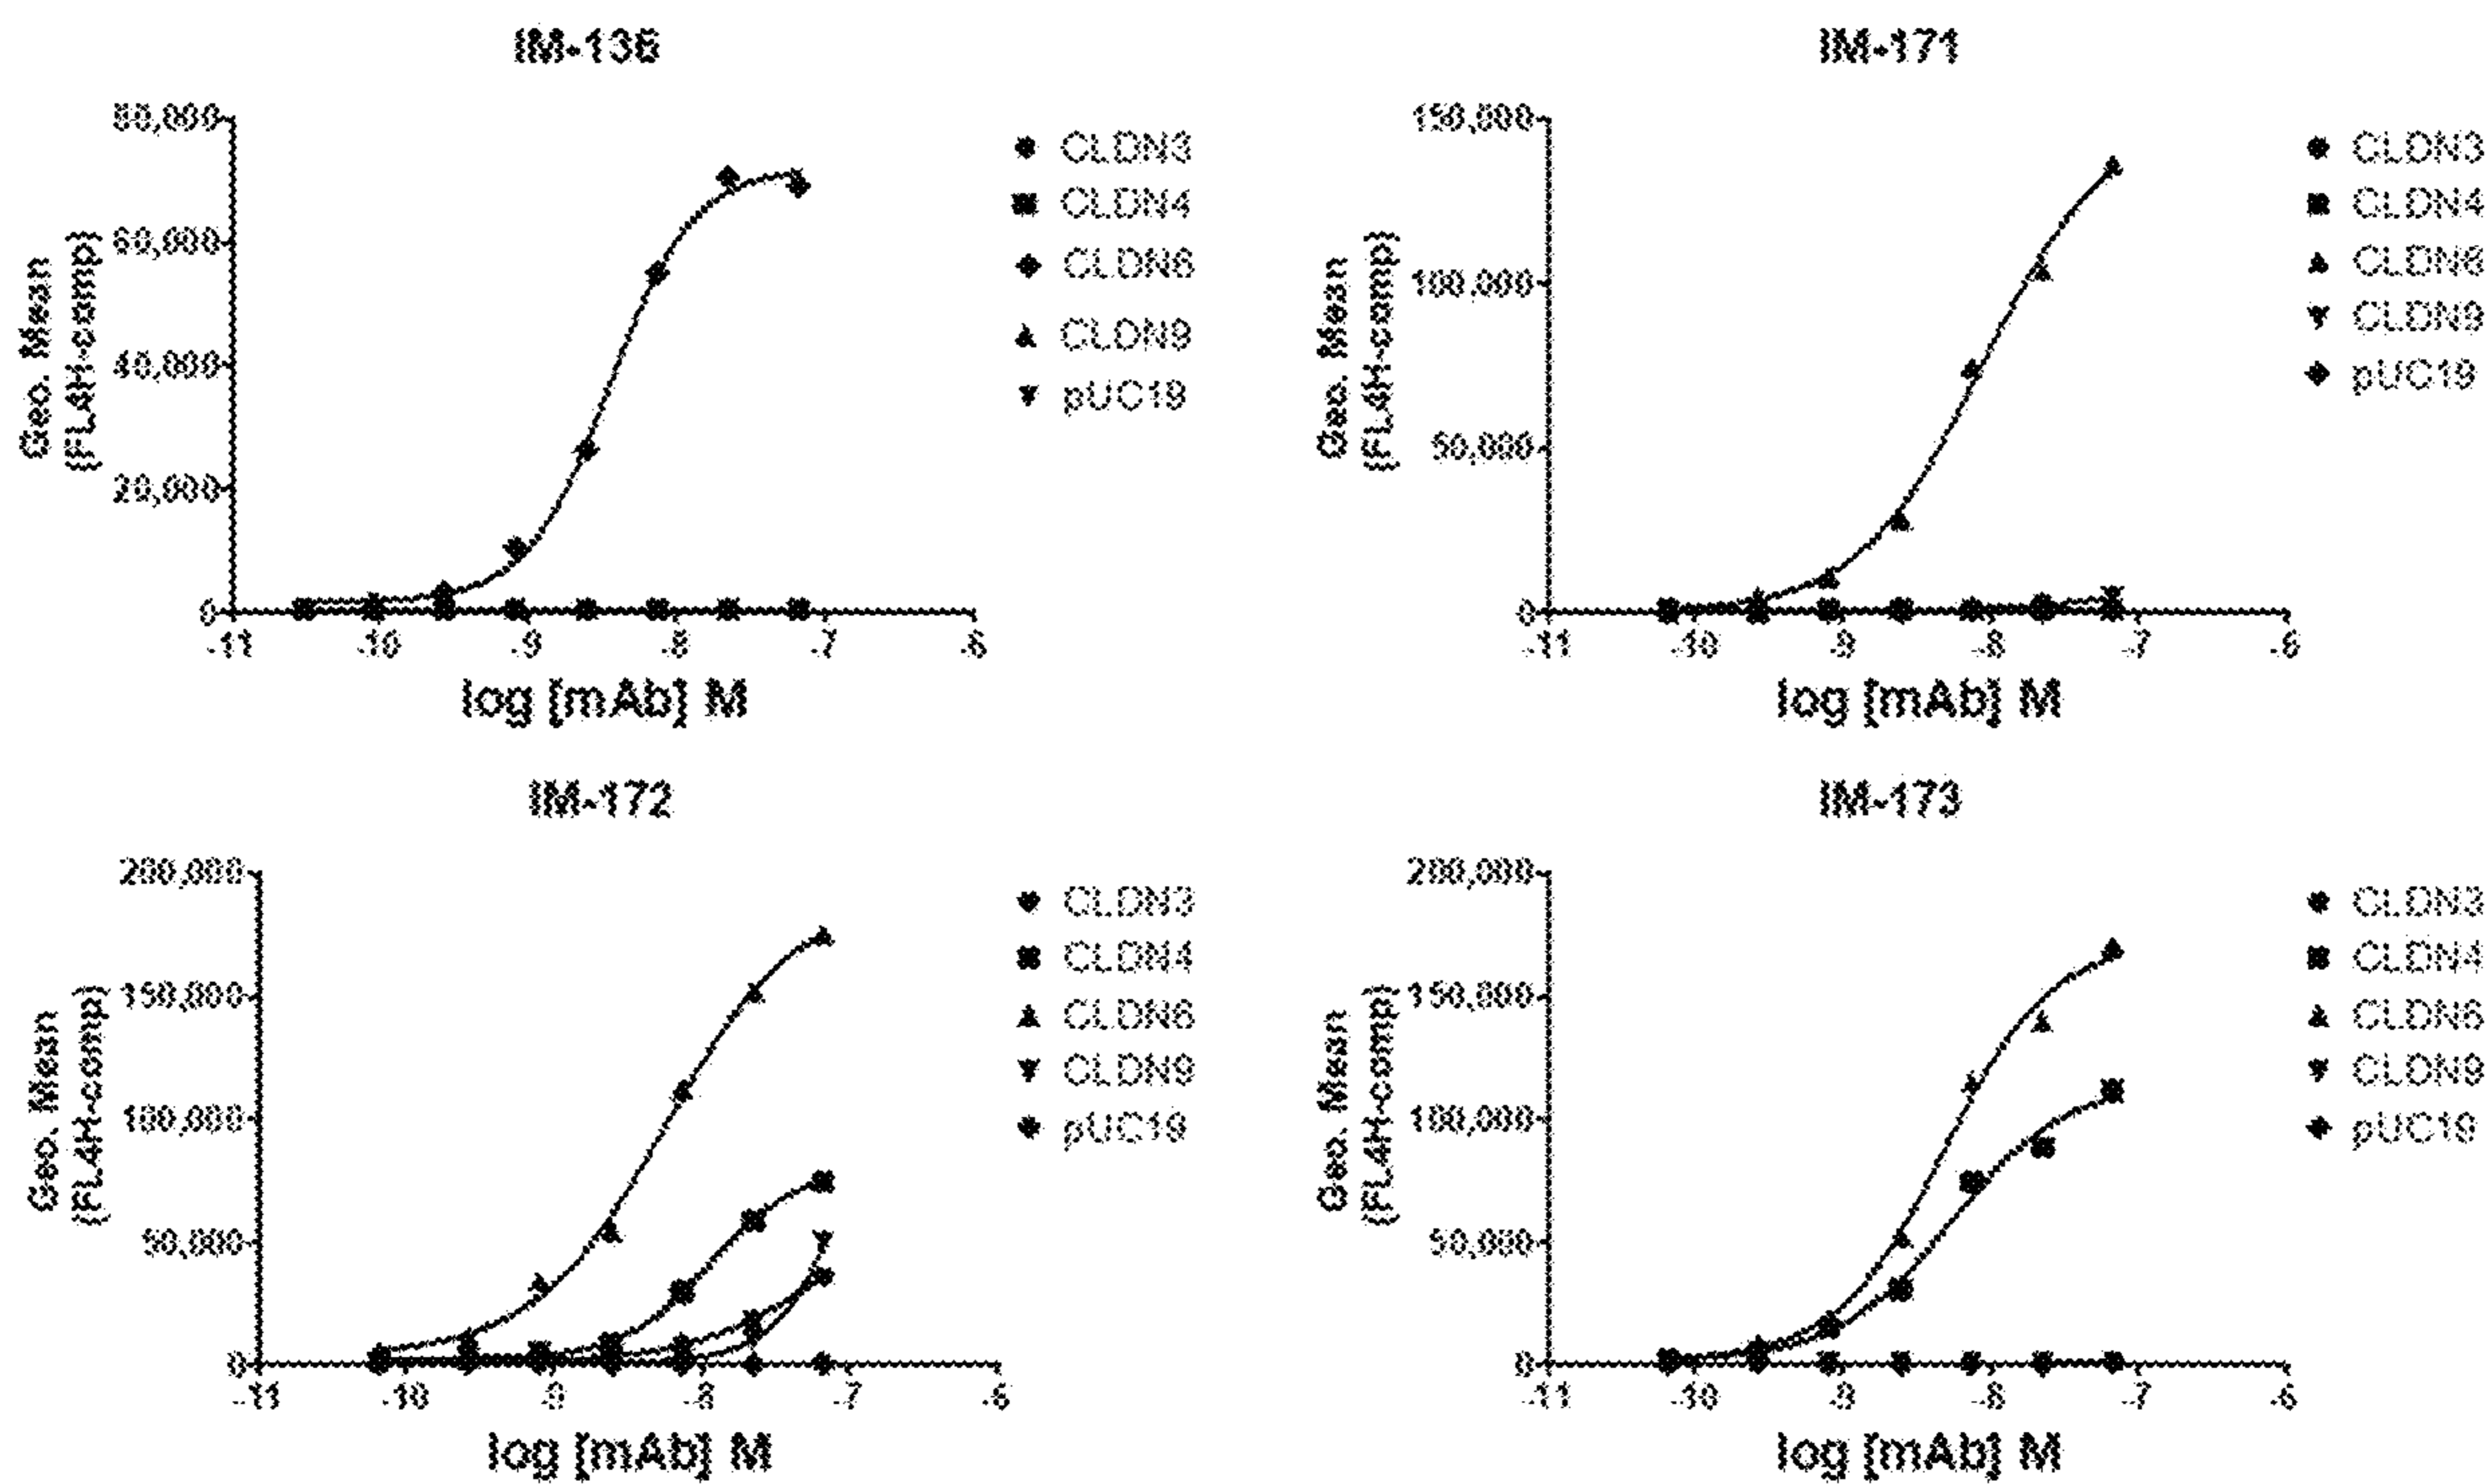 IM-136
80,000
60,000
40,000
20,000
0
Geo. Mean
(FL4H-comp)
-11 -10 -9 -8 -7 -6
log [mAb] M
CLDN3
CLDN4
CLDN6
CLDN9
pUC19
IM-171
150,000
100,000
50,000
0
Geo. Mean
(FL4H-comp)
-11 -10 -9 -8 -7 -6
log [mAb] M
CLDN3
CLDN4
CLDN6
CLDN9
pUC19
IM-172
200,000
150,000
100,000
50,000
0
Geo. Mean
(FL4H-comp)
-11 -10 -9 -8 -7 -6
log [mAb] M
CLDN3
CLDN4
CLDN6
CLDN9
pUC19
IM-173
200,000
150,000
100,000
50,000
0
Geo. Mean
(FL4H-comp)
-11 -10 -9 -8 -7 -6
log [mAb] M
CLDN3
CLDN4
CLDN6
CLDN9
pUC19